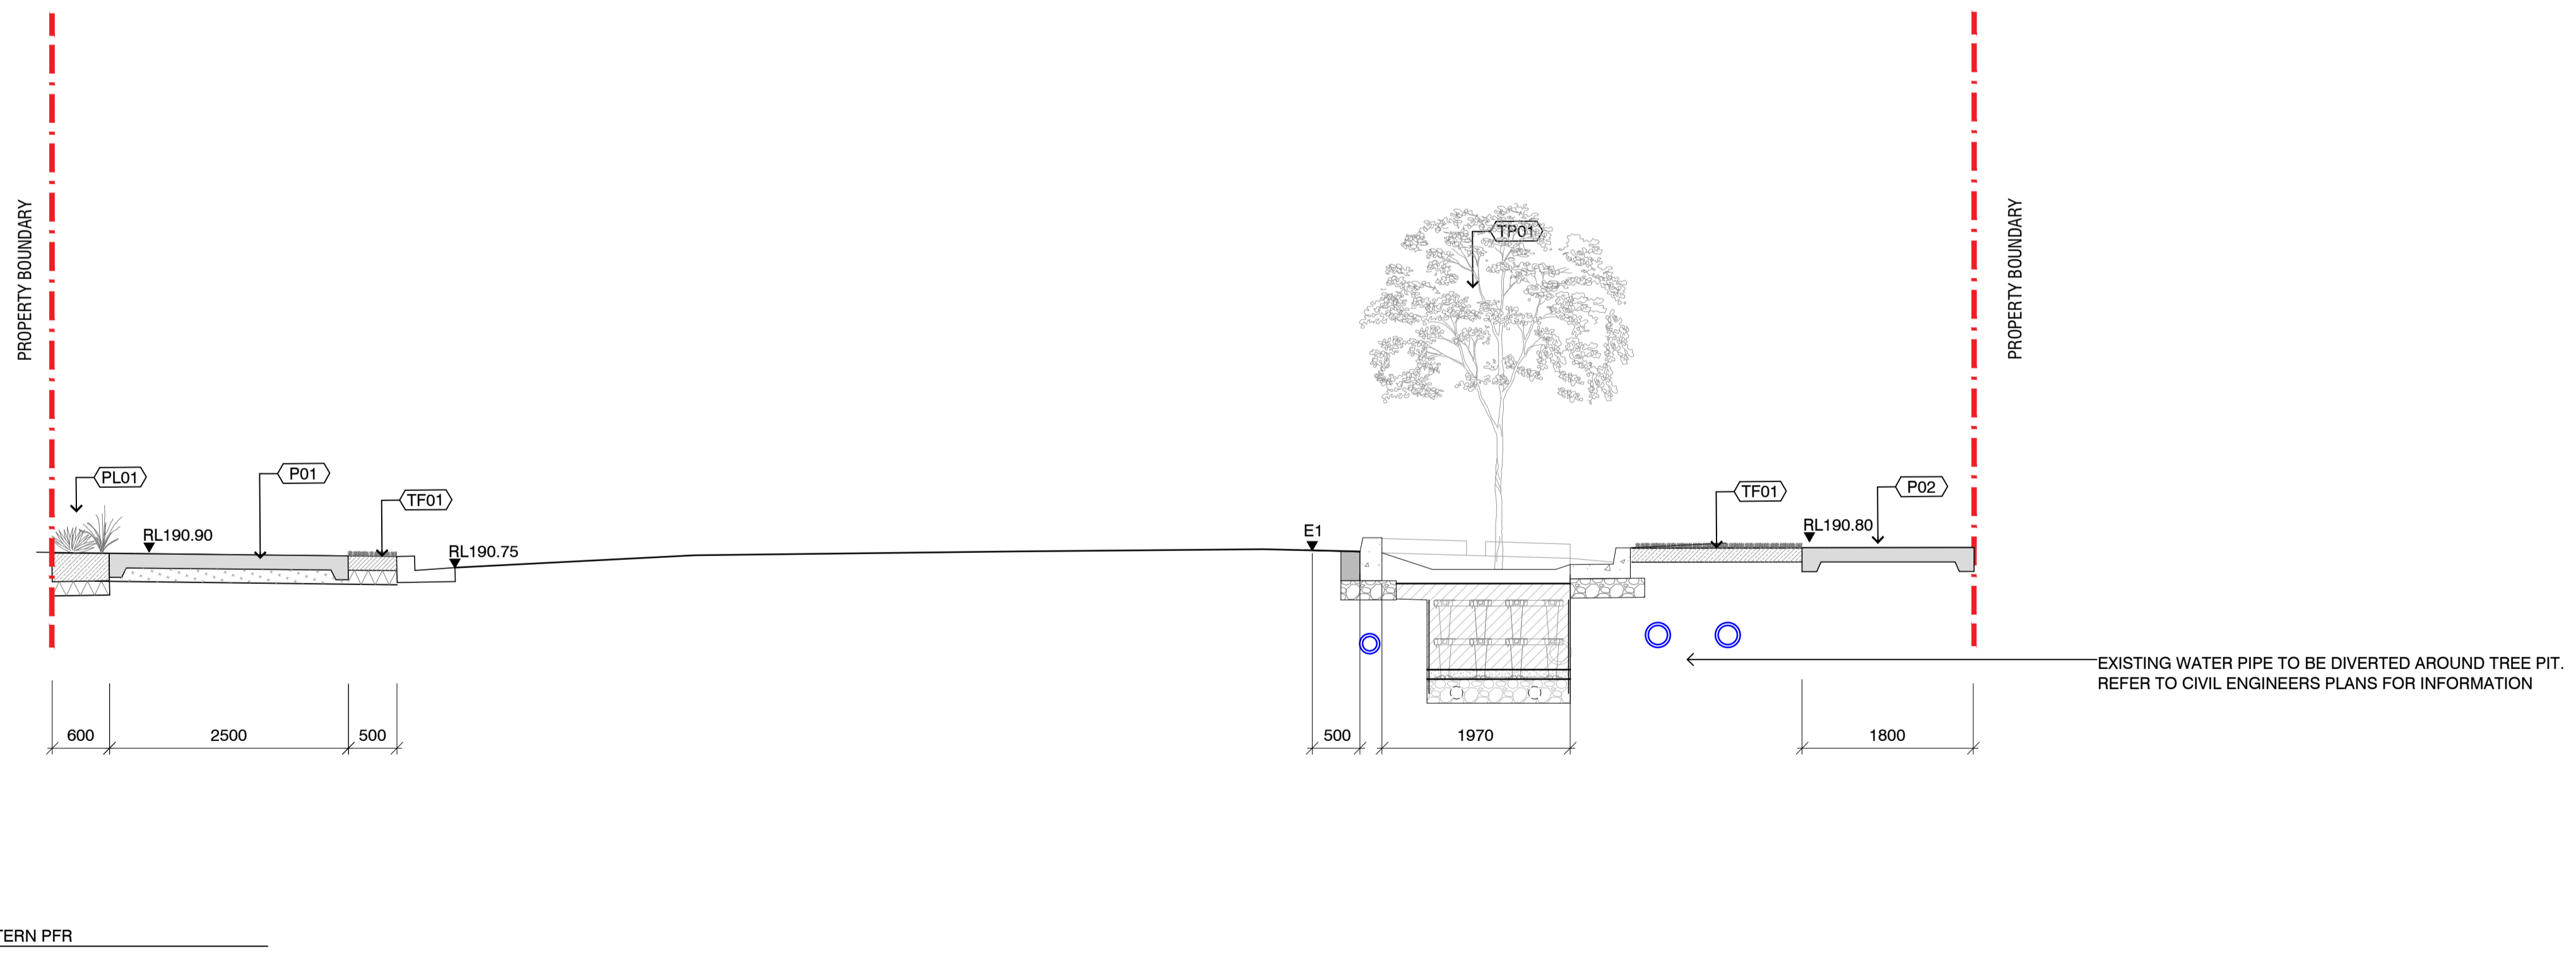 PROPERTY BOUNDARY
PROPERTY BOUNDARY
TP01
PL01
P01
TF01
TF01
P02
RL190.90
RL190.75
E1
RL190.80
EXISTING WATER PIPE TO BE DIVERTED AROUND TREE PIT.
REFER TO CIVIL ENGINEERS PLANS FOR INFORMATION
600
2500
500
500
1970
1800
TERN PFR